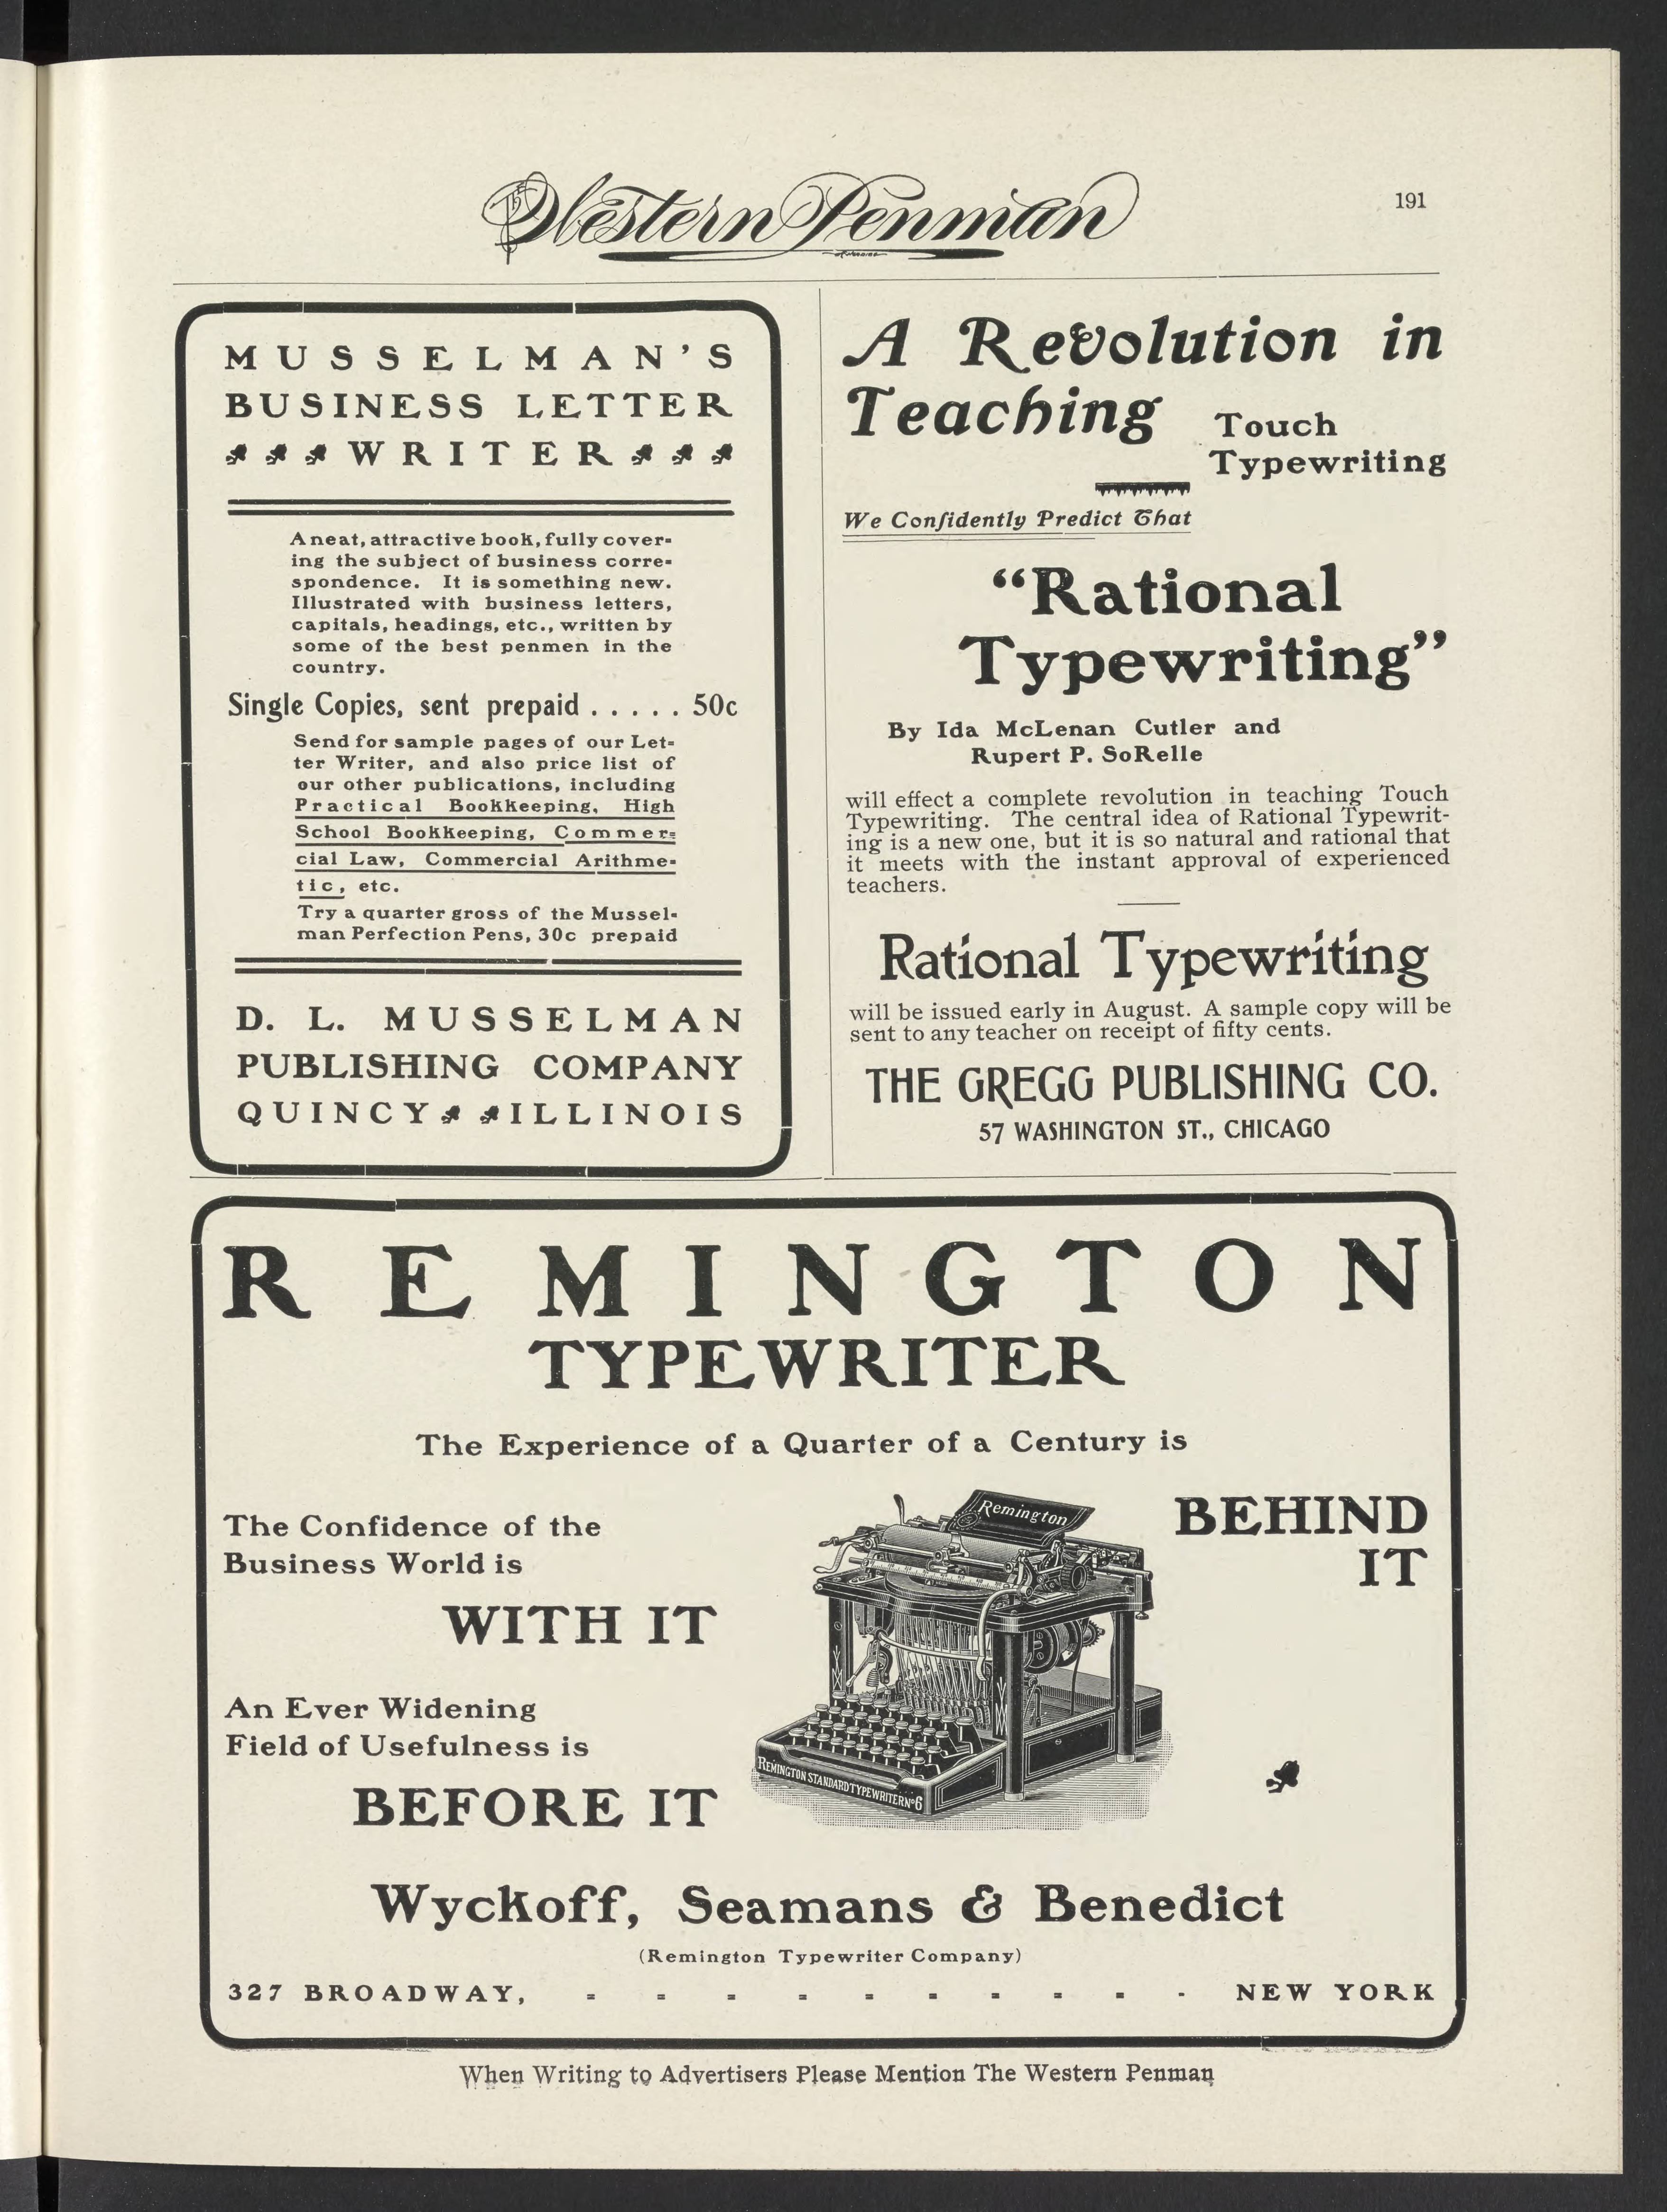 The Western Penman
191
MUSSELMAN'S
BUSINESS LETTER
WRITER
A neat, attractive book, fully cover-
ing the subject of business corre-
spondence. It is something new.
Illustrated with business letters,
capitals, headings, etc., written by
some of the best penmen in the
country.
Single Copies, sent prepaid . . . . . 50c
Send for sample pages of our Let-
ter Writer, and also price list of
our other publications, including
Practical Bookkeeping, High
School Bookkeeping, Commer-
cial Law, Commercial Arithme-
tic, etc.
Try a quarter gross of the Mussel-
man Perfection Pens, 30c prepaid
D. L. MUSSELMAN
PUBLISHING COMPANY
QUINCY ILLINOIS
A Revolution in
Teaching Touch
Typewriting
We Confidently Predict That
"Rational
Typewriting"
By Ida McLenan Cutler and
Rupert P. SoRelle
will effect a complete revolution in teaching Touch
Typewriting. The central idea of Rational Typewrit-
ing is a new one, but it is so natural and rational that
it meets with the instant approval of experienced
teachers.
Rational Typewriting
will be issued early in August. A sample copy will be
sent to any teacher on receipt of fifty cents.
THE GREGG PUBLISHING CO.
57 WASHINGTON ST., CHICAGO
REMINGTON
TYPEWRITER
The Experience of a Quarter of a Century is
BEHIND
IT
The Confidence of the
Business World is
WITH IT
An Ever Widening
Field of Usefulness is
BEFORE IT
Remington
REMINGTON STANDARD TYPEWRITER No 6
Wyckoff, Seamans & Benedict
(Remington Typewriter Company)
327 BROADWAY, - - - - - - - - - NEW YORK
When Writing to Advertisers Please Mention The Western Penman